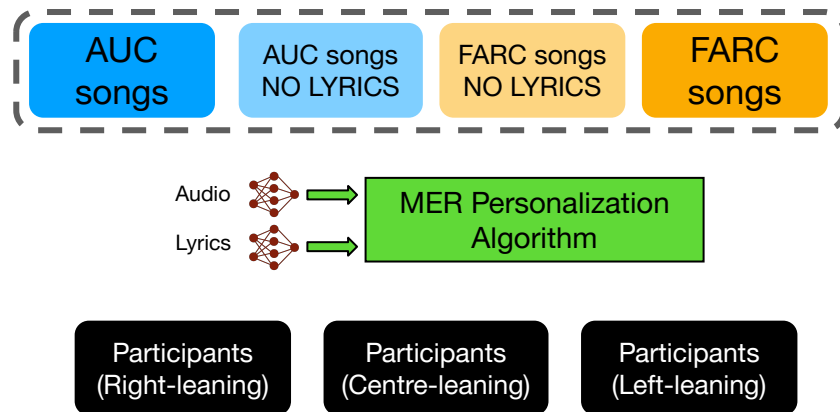 AUC
songs
AUC songs
NO LYRICS
FARC songs
NO LYRICS
FARC
songs
Audio
Lyrics
MER Personalization
Algorithm
Participants
(Right-leaning)
Participants
(Centre-leaning)
Participants
(Left-leaning)